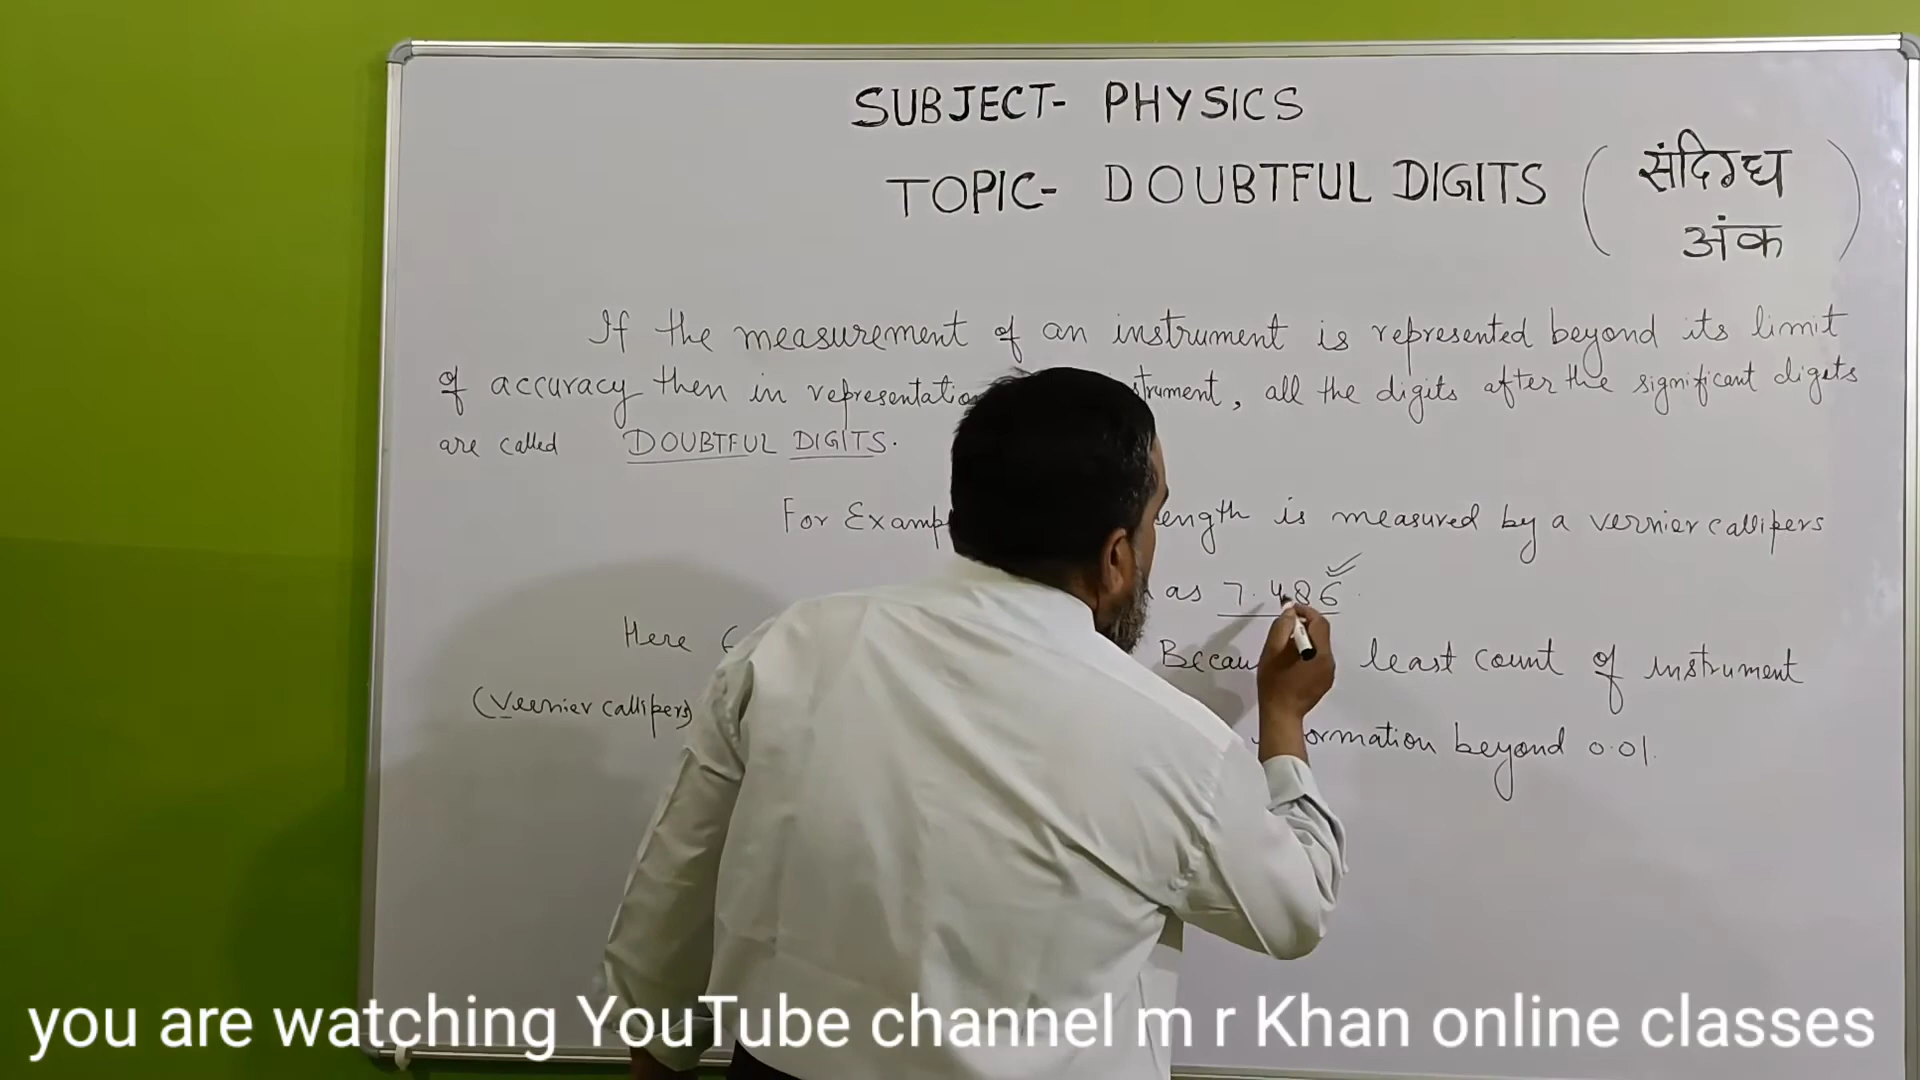 SUBJECT- PHYSICS
TOPIC- DOUBTFUL DIGITS (संदिग्ध अंक)
If the measurement of an instrument is represented beyond its limit
of accuracy then in representatio trument, all the digits after the significant digits
are called DOUBTFUL DIGITS.
For Examp ength is measured by a vernier callipers
as 7.486
Here Becau least count of instrument
(Veernier callipers) ormation beyond 0.01.
you are watching YouTube channel m r Khan online classes